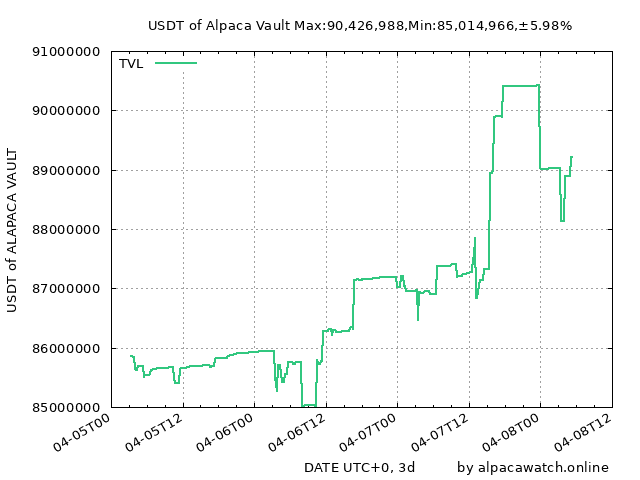 USDT of Alpaca Vault Max:90,426,988,Min:85,014,966,±5.98%
TVL
91000000
90000000
89000000
88000000
87000000
86000000
85000000
USDT of ALAPACA VAULT
04-05T00
04-05T12
04-06T00
04-06T12
04-07T00
04-07T12
04-08T00
04-08T12
DATE UTC+0, 3d
by alpacawatch.online